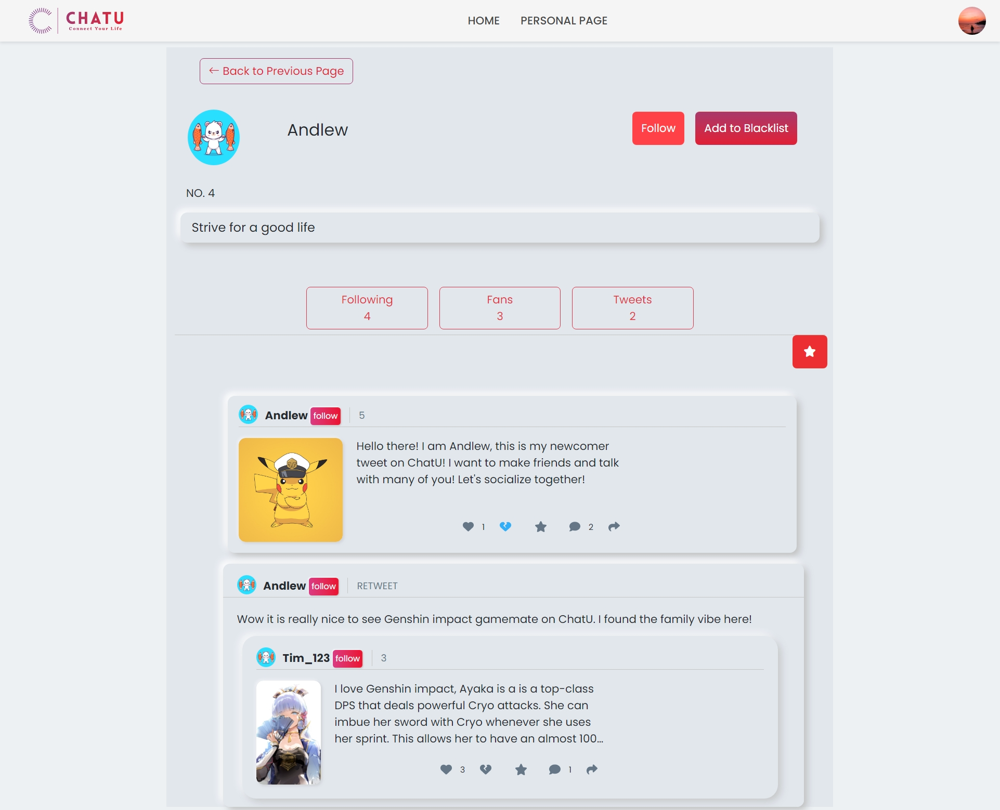 CHATU
Connect Your Life
HOME
PERSONAL PAGE
← Back to Previous Page
Andlew
Follow
Add to Blacklist
NO. 4
Strive for a good life
Following
4
Fans
3
Tweets
2
Andlew follow 5
Hello there! I am Andlew, this is my newcomer
tweet on ChatU! I want to make friends and talk
with many of you! Let's socialize together!
1 2
Andlew follow RETWEET
Wow it is really nice to see Genshin impact gamemate on ChatU. I found the family vibe here!
Tim_123 follow 3
I love Genshin impact, Ayaka is a is a top-class
DPS that deals powerful Cryo attacks. She can
imbue her sword with Cryo whenever she uses
her sprint. This allows her to have an almost 100...
3 1